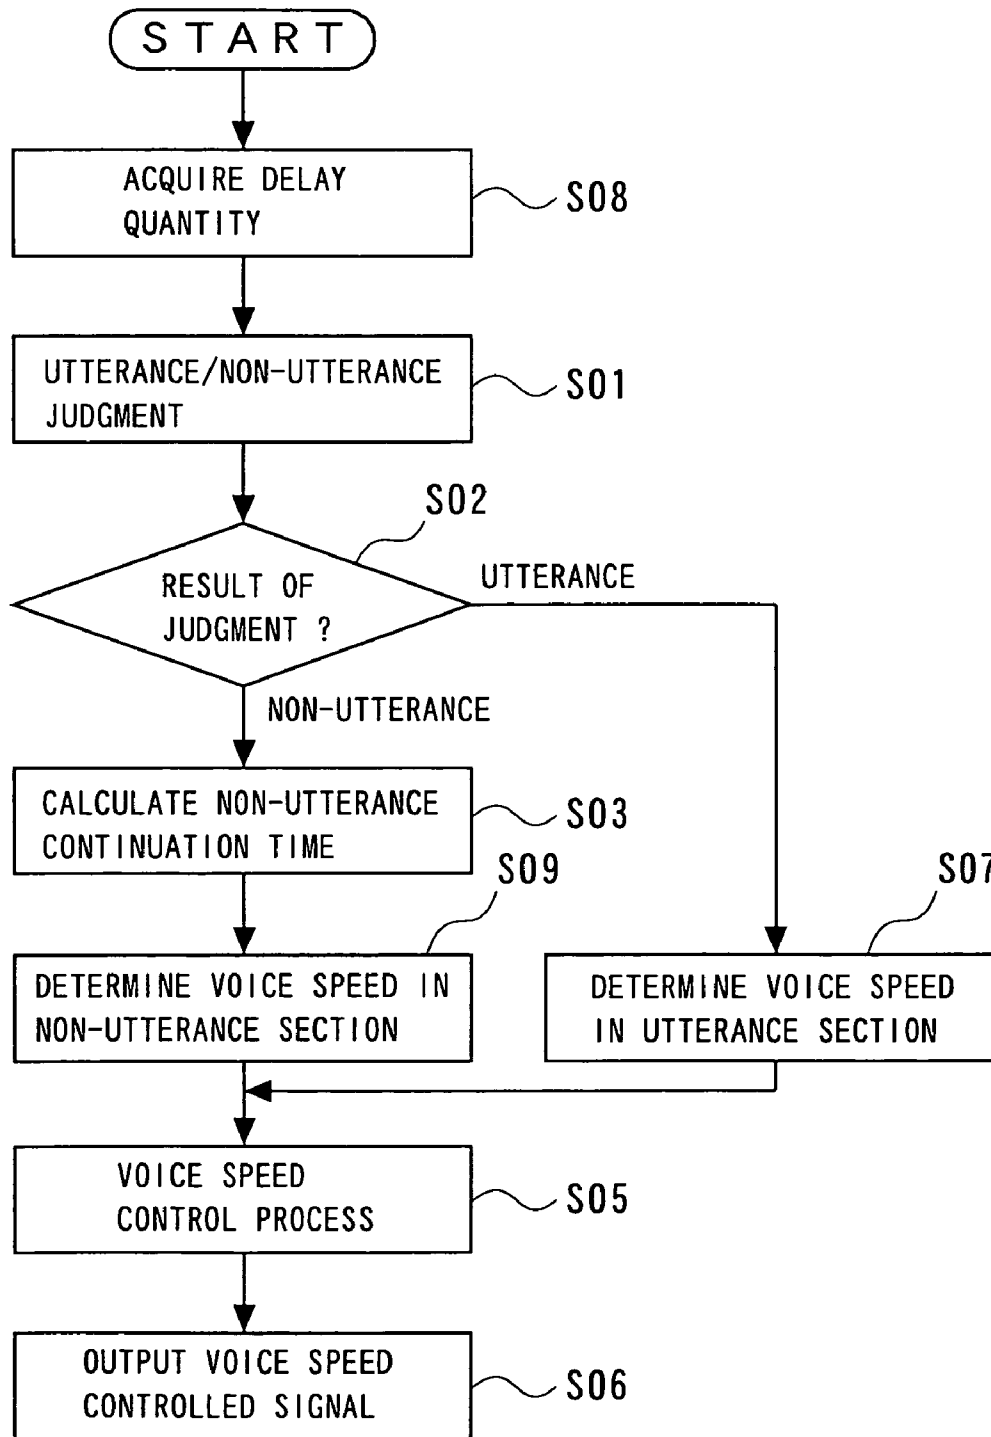 START
ACQUIRE DELAY
QUANTITY
S08
UTTERANCE/NON-UTTERANCE
JUDGMENT
S01
S02
RESULT OF
JUDGMENT ?
UTTERANCE
NON-UTTERANCE
CALCULATE NON-UTTERANCE
CONTINUATION TIME
S03
S09
S07
DETERMINE VOICE SPEED IN
NON-UTTERANCE SECTION
DETERMINE VOICE SPEED
IN UTTERANCE SECTION
VOICE SPEED
CONTROL PROCESS
S05
OUTPUT VOICE SPEED
CONTROLLED SIGNAL
S06